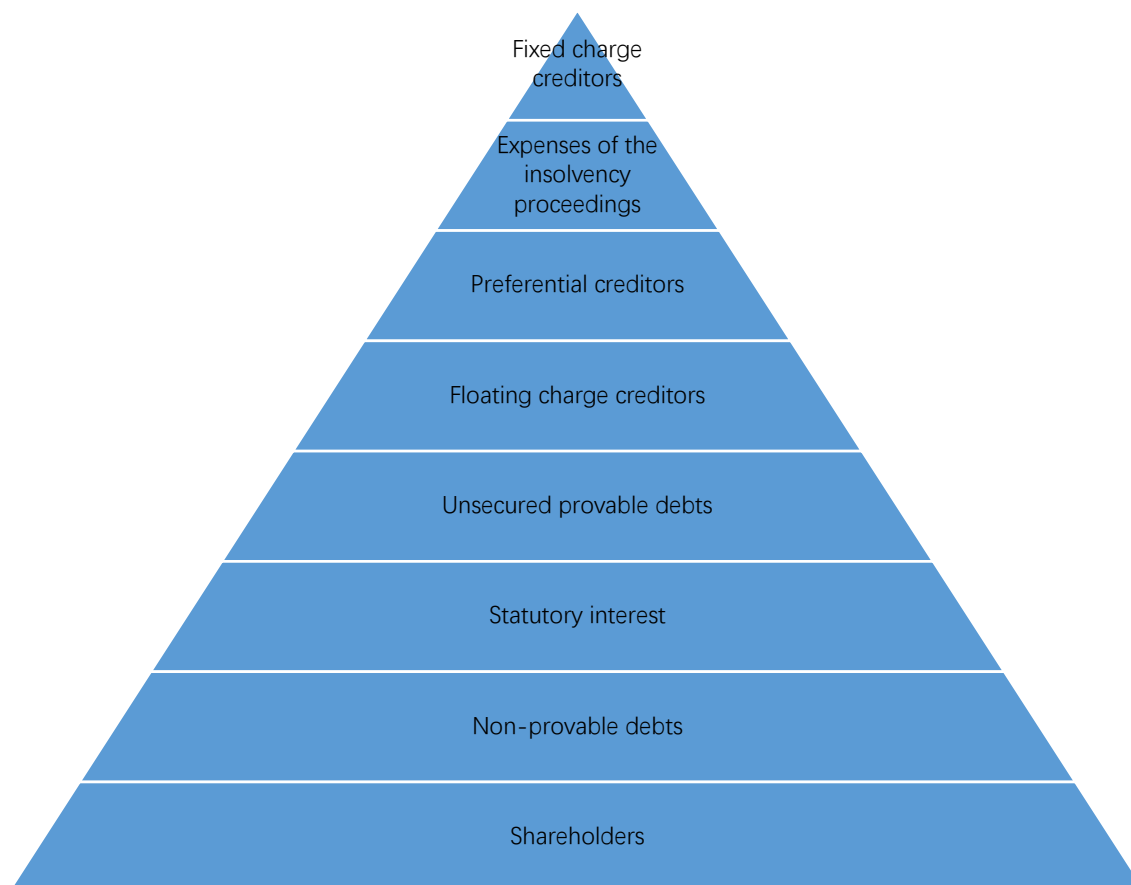 Fixed charge
creditors
Expenses of the
insolvency
proceedings
Preferential creditors
Floating charge creditors
Unsecured provable debts
Statutory interest
Non-provable debts
Shareholders